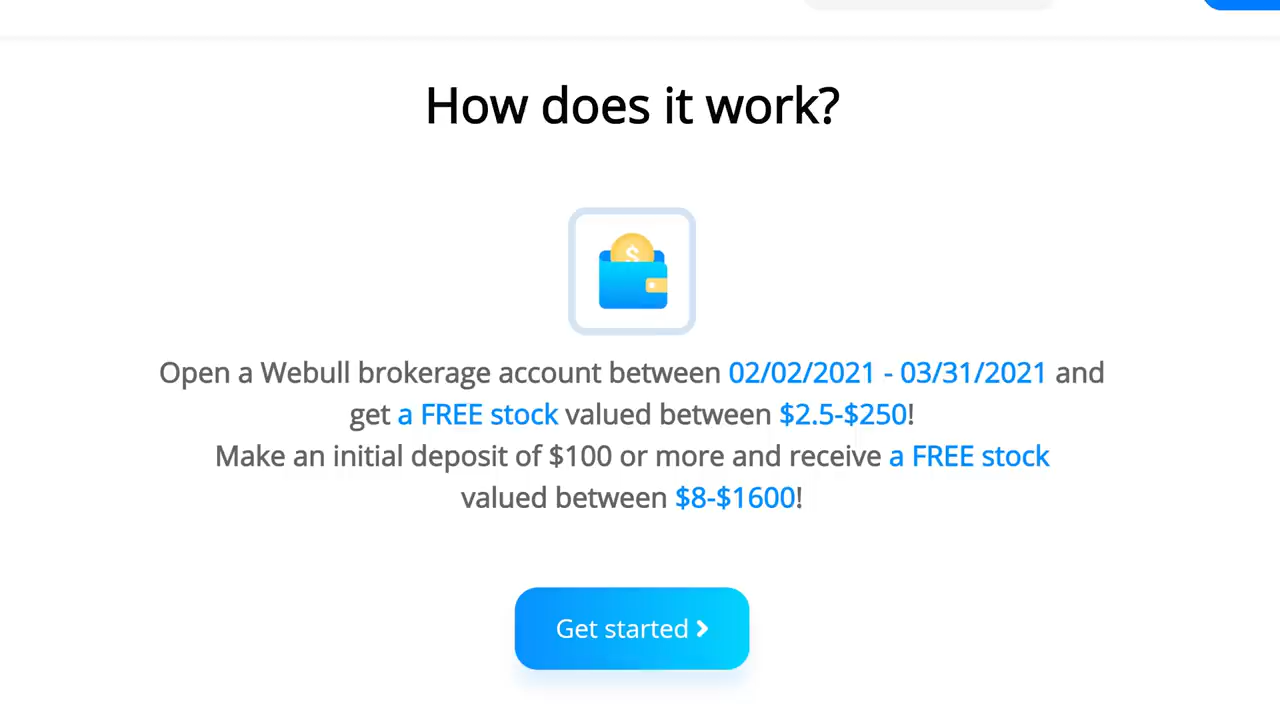 How does it work?
$
Open a Webull brokerage account between 02/02/2021 - 03/31/2021 and
get a FREE stock valued between $2.5-$250!
Make an initial deposit of $100 or more and receive a FREE stock
valued between $8-$1600!
Get started